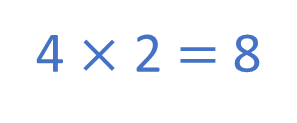 4 × 2 = 8